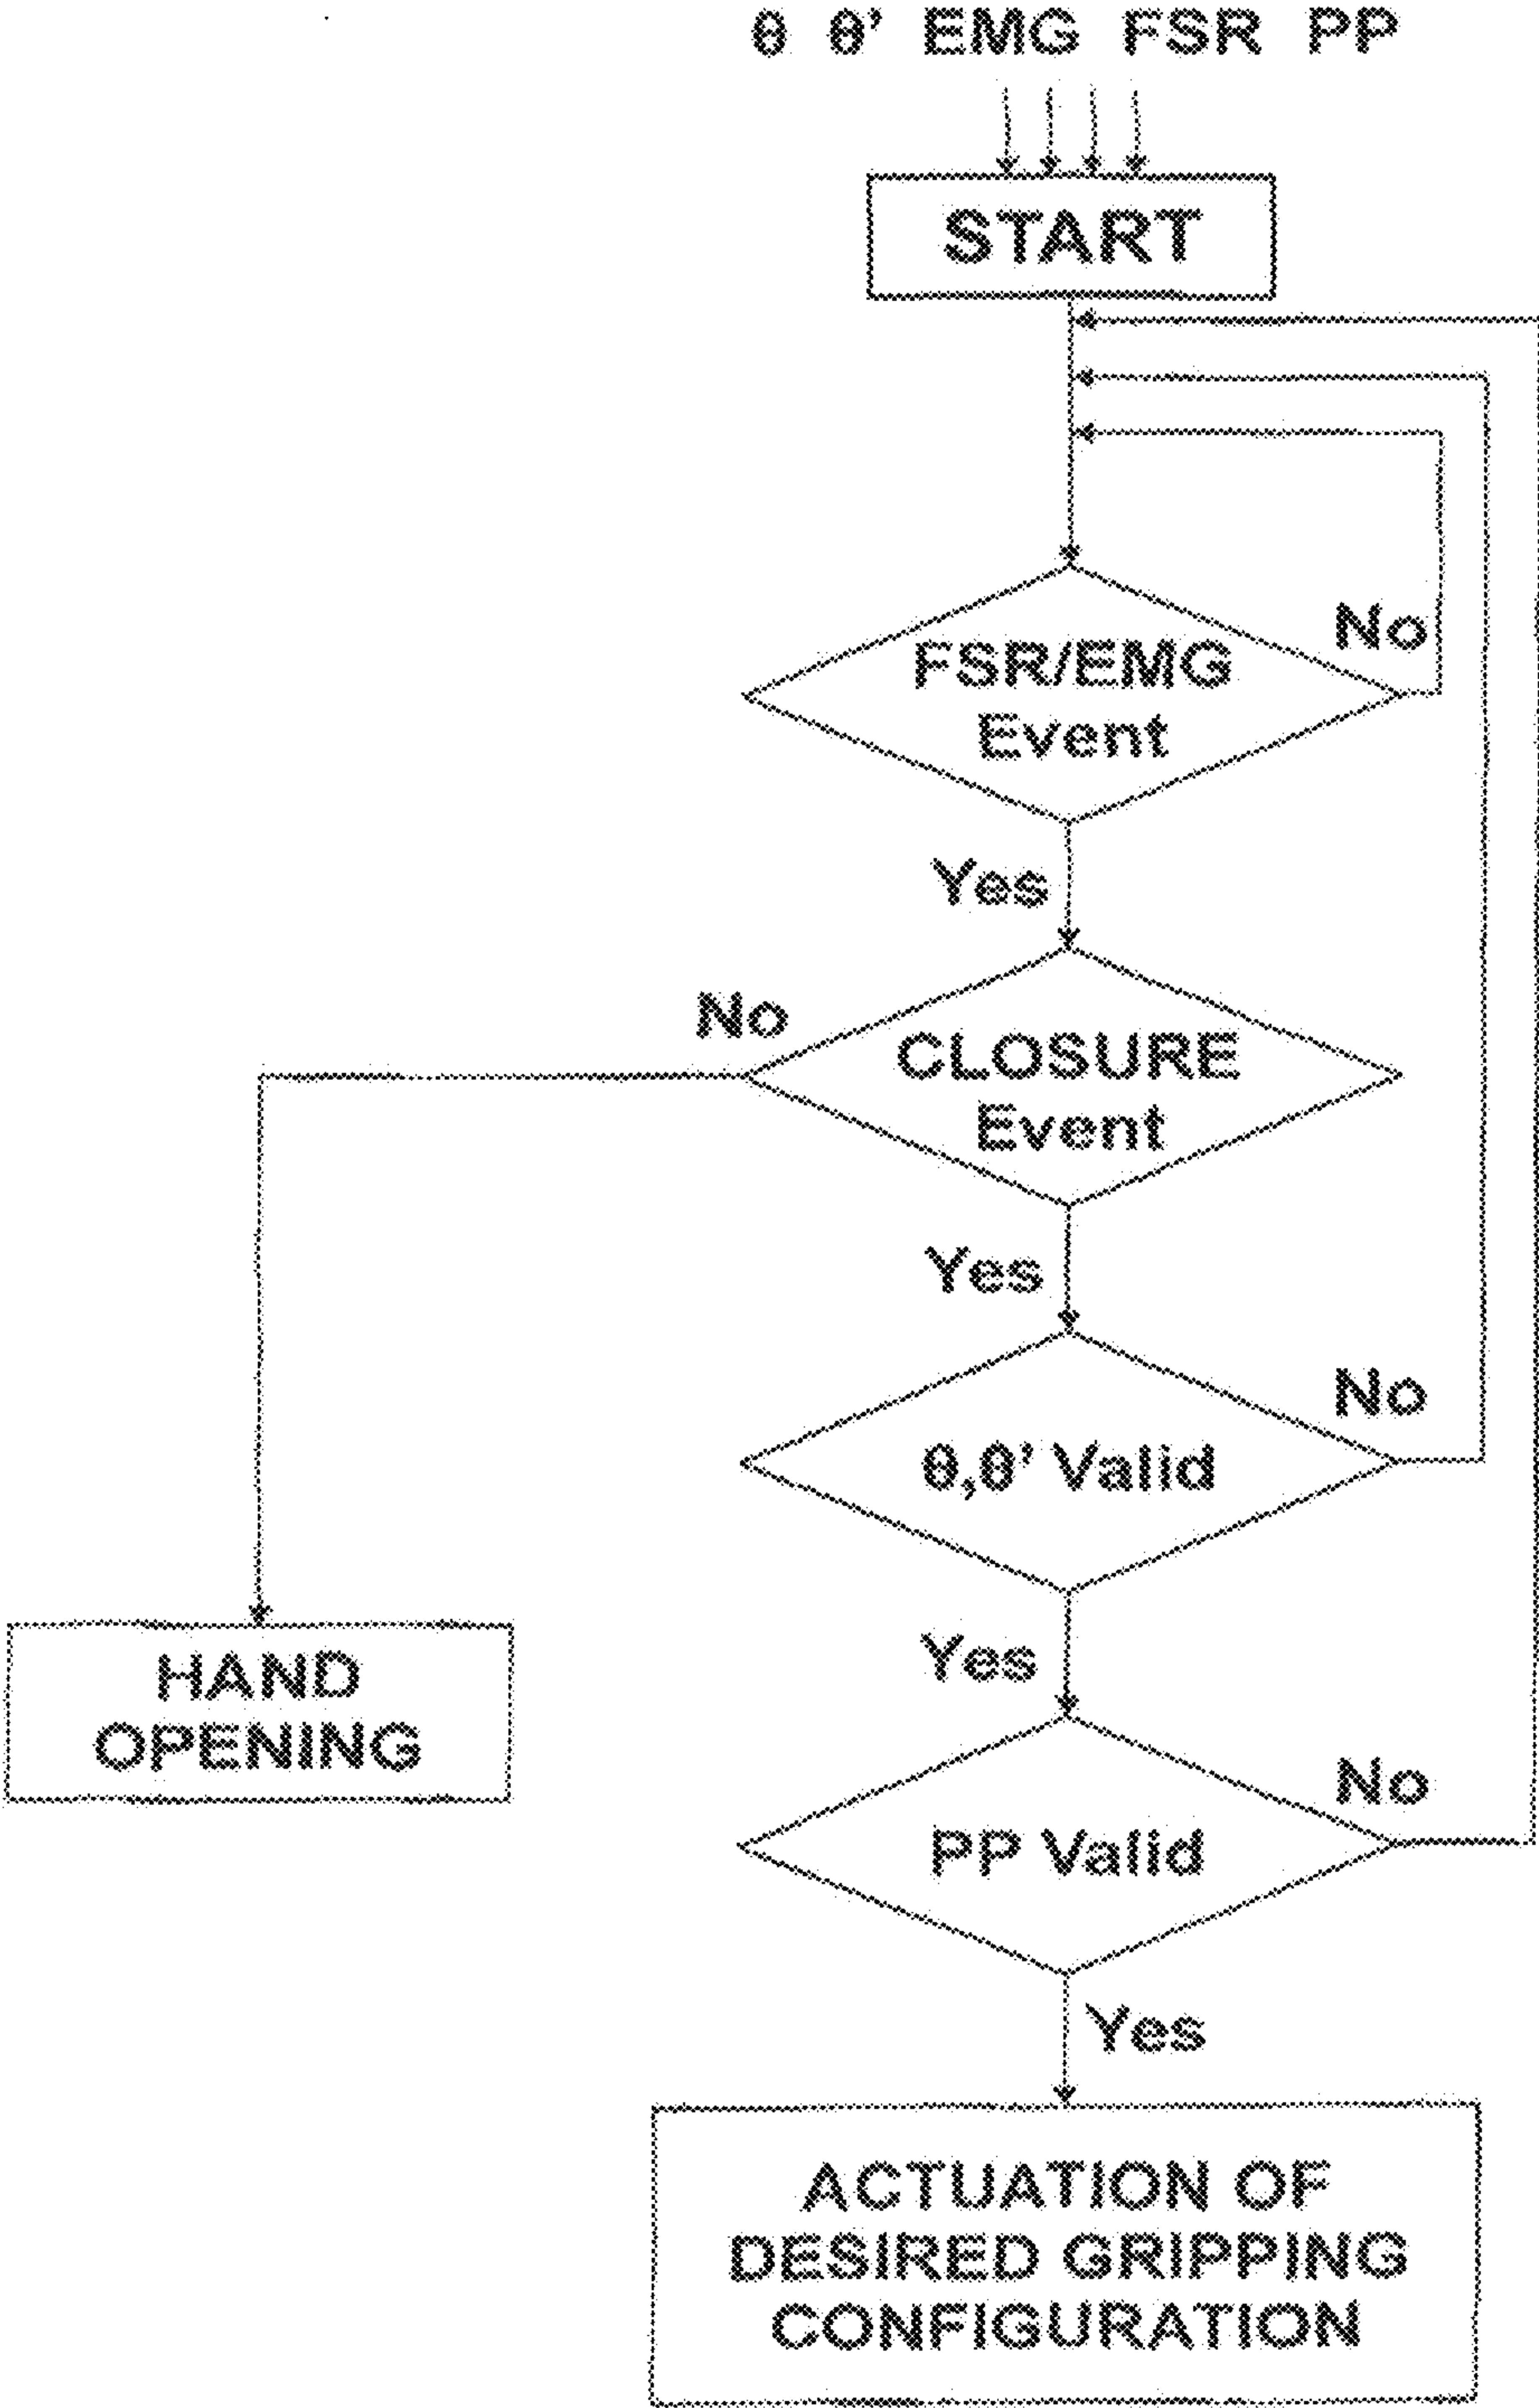 θ θ' EMG FSR PP
START
No
FSR/EMG
Event
Yes
No
CLOSURE
Event
Yes
No
θ,θ' Valid
Yes
No
PP Valid
Yes
HAND
OPENING
ACTUATION OF
DESIRED GRIPPING
CONFIGURATION